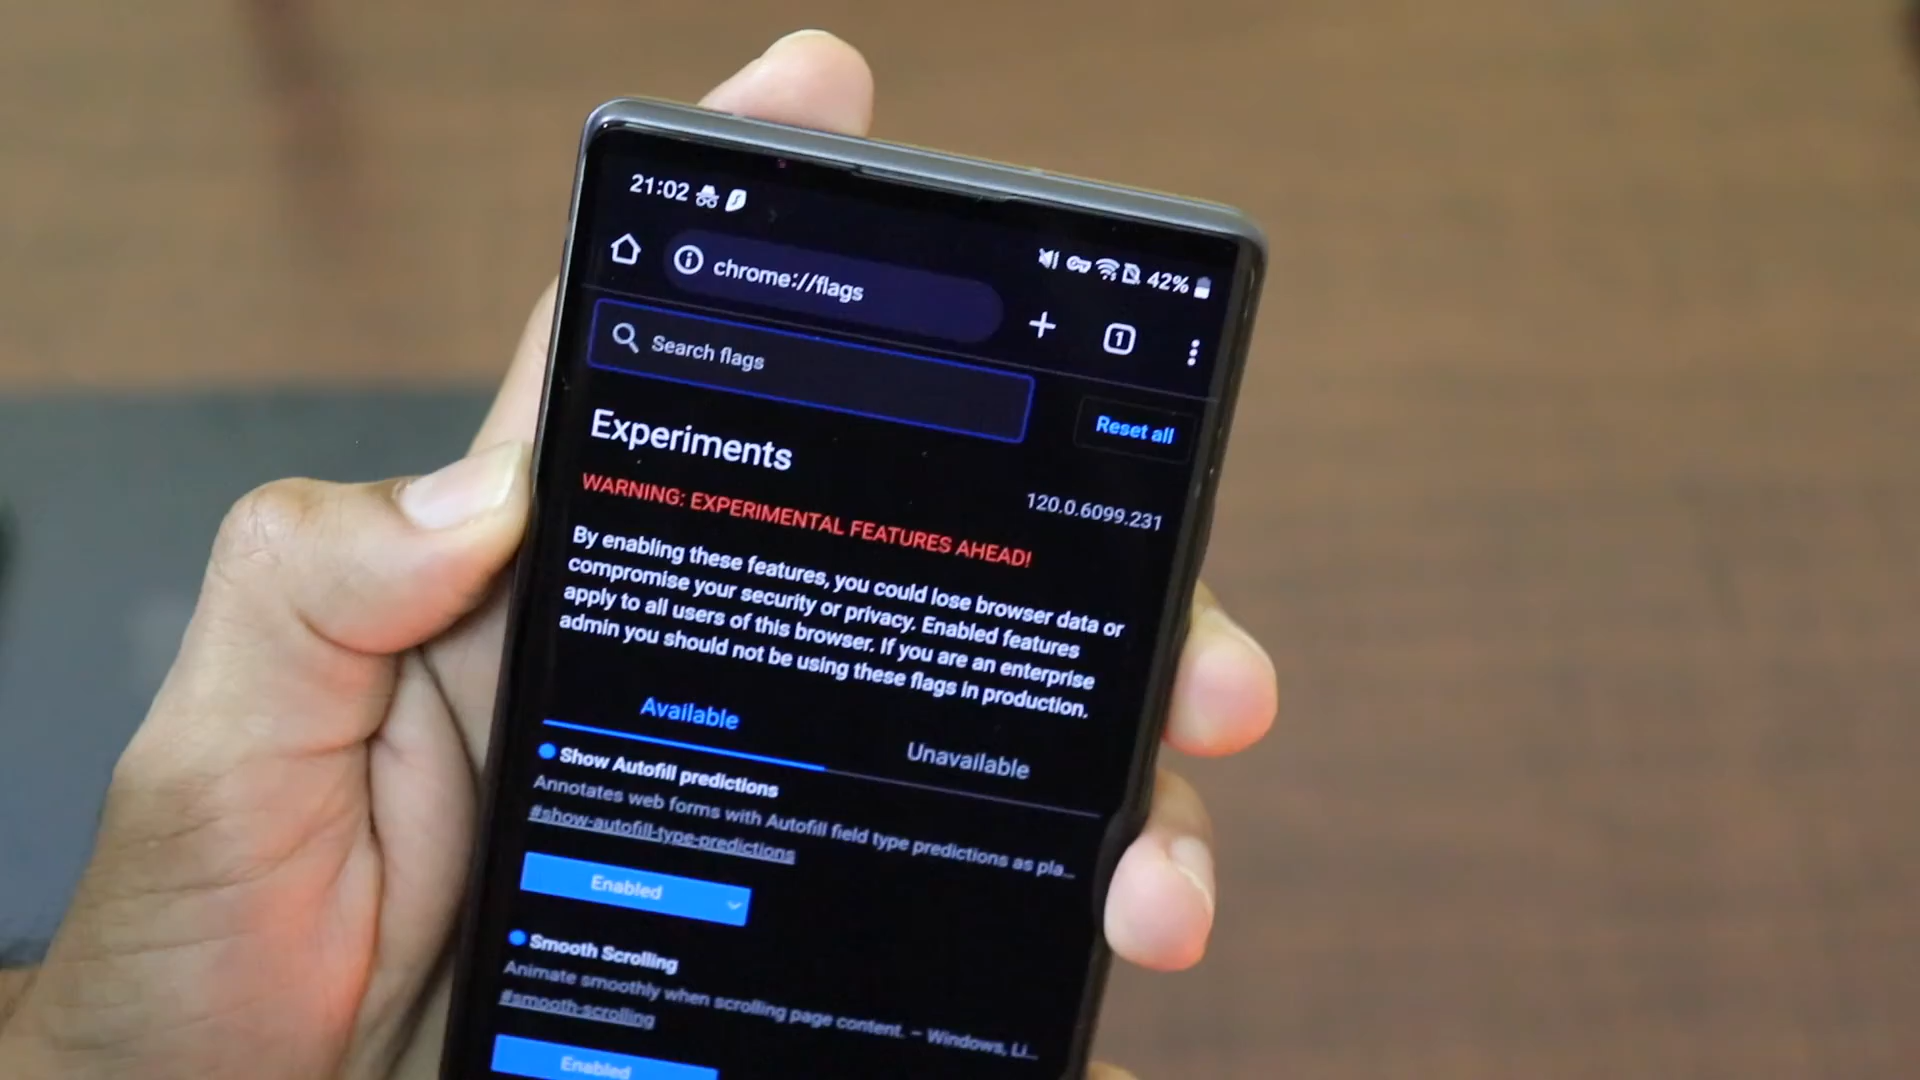 21:02
42%
chrome://flags
1
Search flags
Reset all
Experiments
120.0.6099.231
WARNING: EXPERIMENTAL FEATURES AHEAD!
By enabling these features, you could lose browser data or
compromise your security or privacy. Enabled features
apply to all users of this browser. If you are an enterprise
admin you should not be using these flags in production.
Available
Unavailable
Show Autofill predictions
Annotates web forms with Autofill field type predictions as pla...
#show-autofill-type-predictions
Enabled
Smooth Scrolling
Animate smoothly when scrolling page content. – Windows, Li...
#smooth-scrolling
Enabled